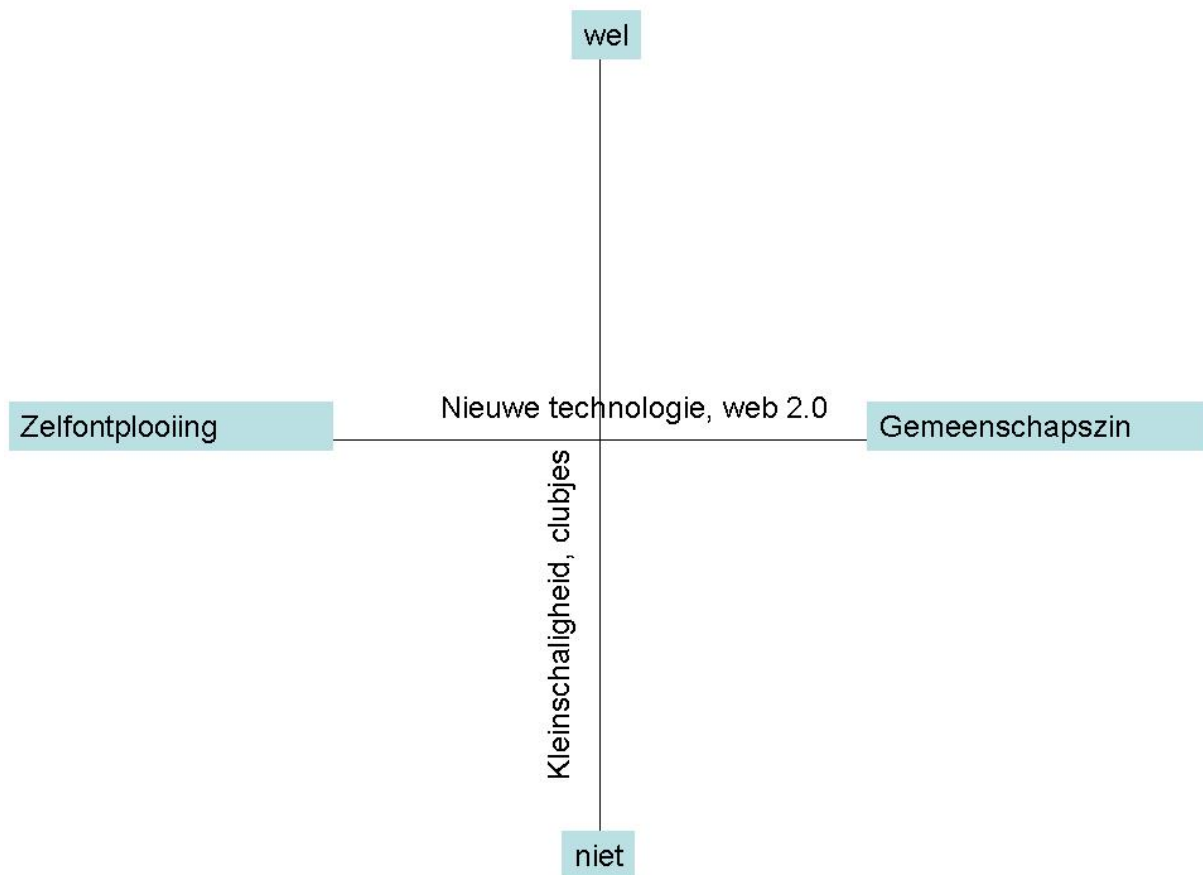 wel
Nieuwe technologie, web 2.0
Zelfontplooiing
Gemeenschapszin
Kleinschaligheid, clubjes
niet